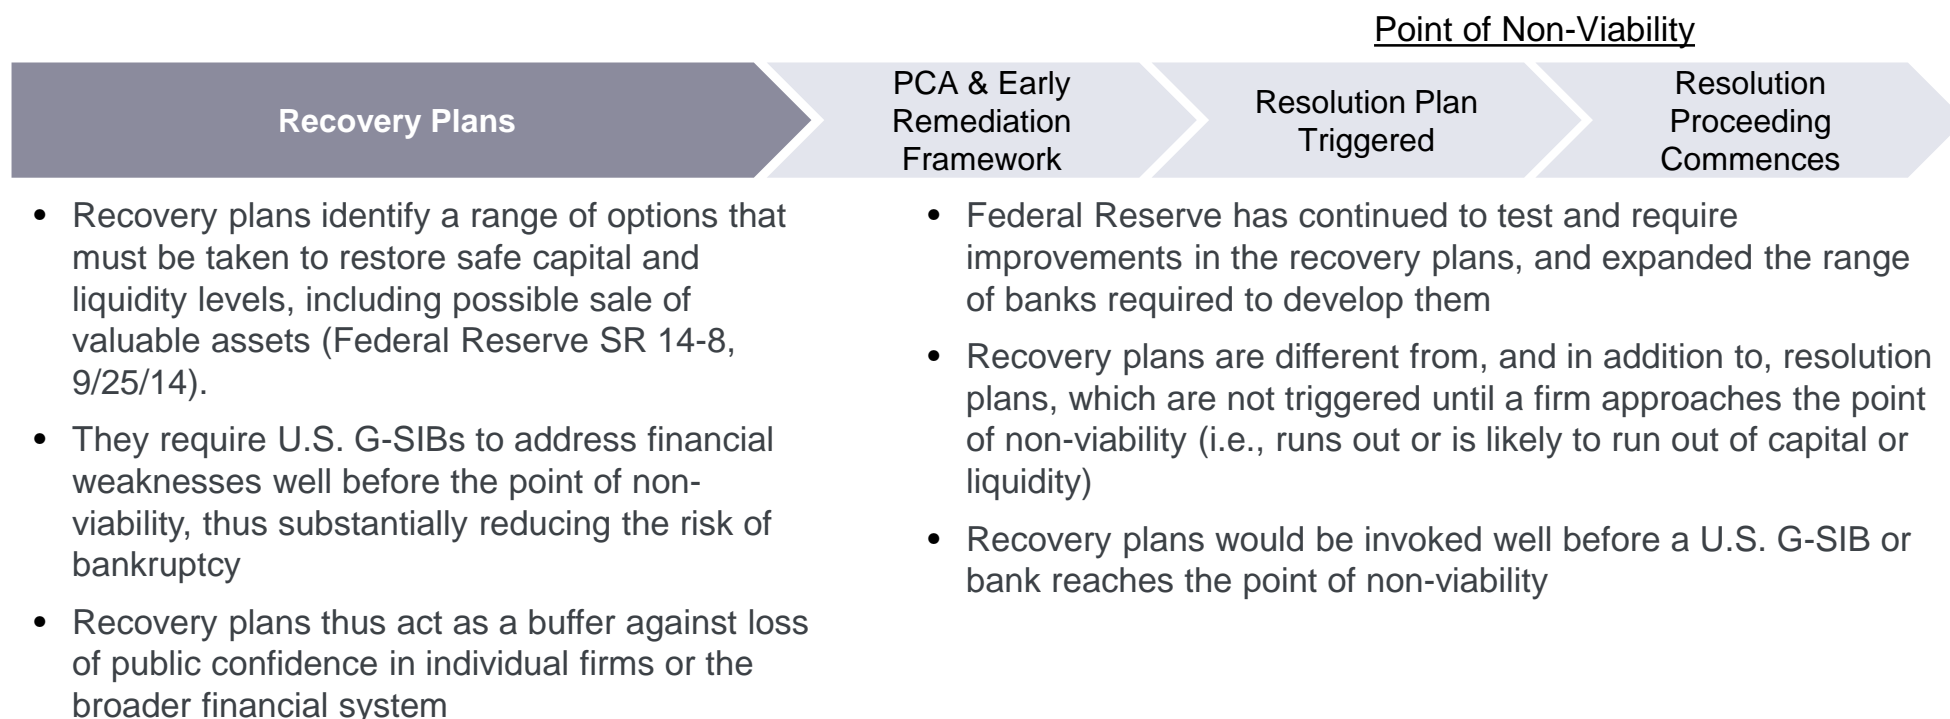 Point of Non-Viability
Recovery Plans
PCA & Early
Remediation
Framework
Resolution Plan
Triggered
Resolution
Proceeding
Commences
• Recovery plans identify a range of options that
must be taken to restore safe capital and
liquidity levels, including possible sale of
valuable assets (Federal Reserve SR 14-8,
9/25/14).
• They require U.S. G-SIBs to address financial
weaknesses well before the point of non-
viability, thus substantially reducing the risk of
bankruptcy
• Recovery plans thus act as a buffer against loss
of public confidence in individual firms or the
broader financial system
• Federal Reserve has continued to test and require
improvements in the recovery plans, and expanded the range
of banks required to develop them
• Recovery plans are different from, and in addition to, resolution
plans, which are not triggered until a firm approaches the point
of non-viability (i.e., runs out or is likely to run out of capital or
liquidity)
• Recovery plans would be invoked well before a U.S. G-SIB or
bank reaches the point of non-viability